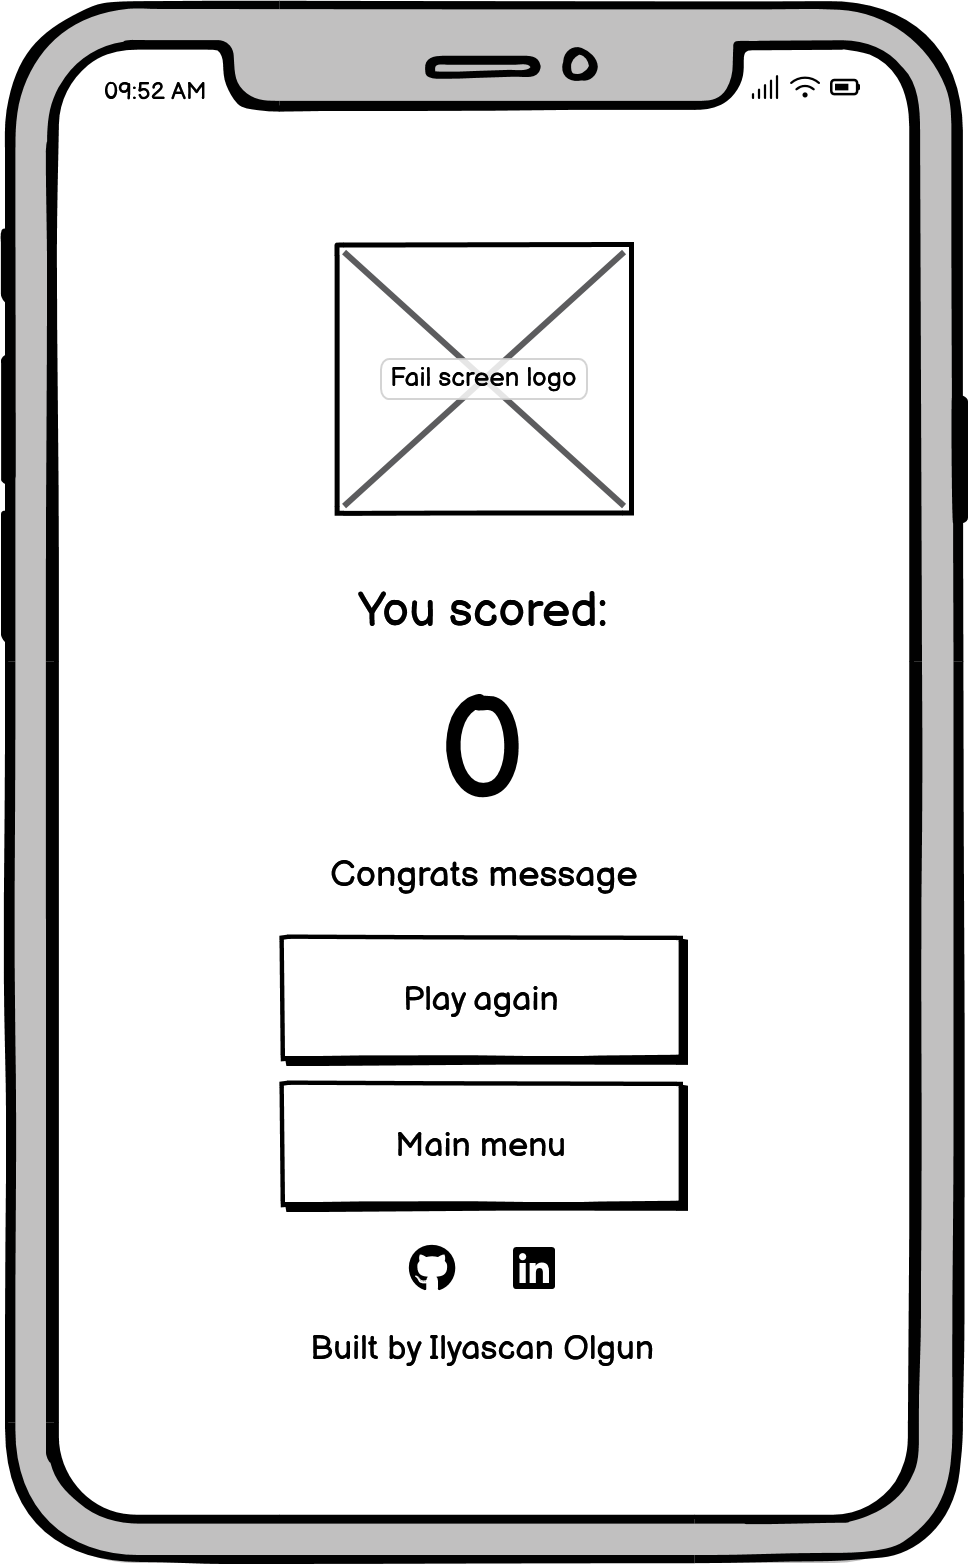 09:52 AM
Fail screen logo
You scored:
0
Congrats message
Play again
Main menu
in
Built by Ilyascan Olgun